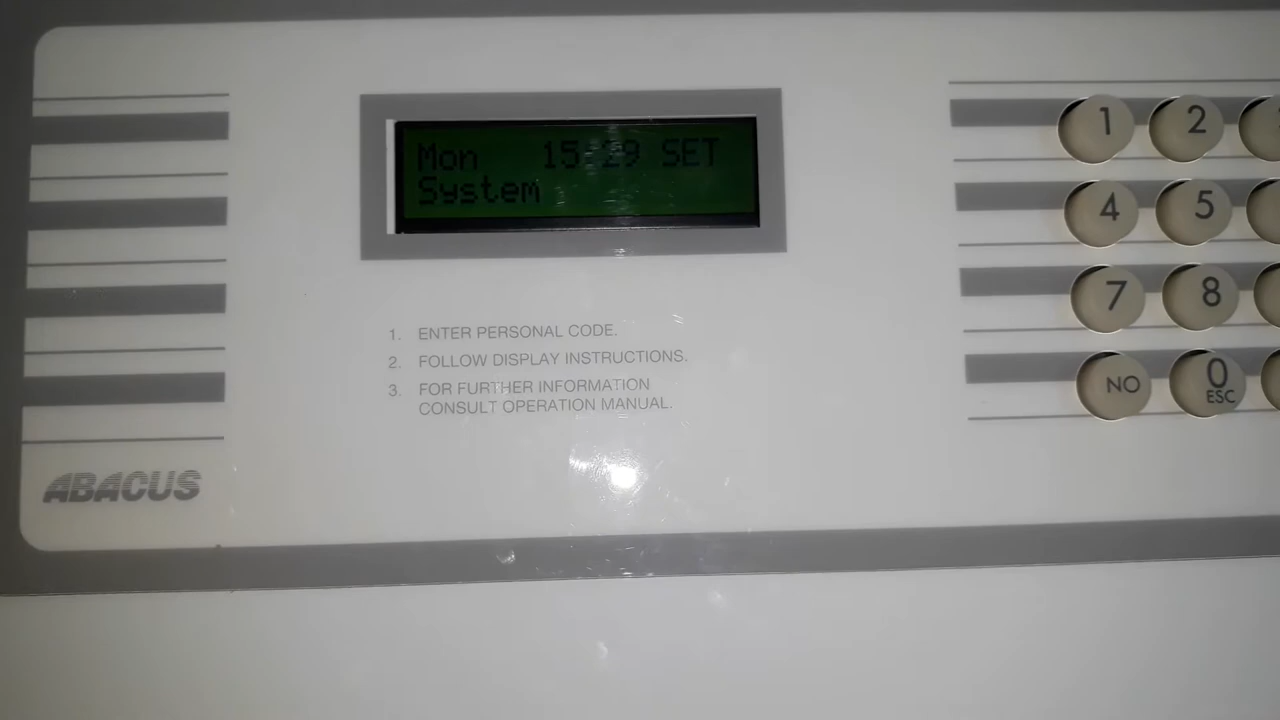 Mon 15:29 SET
System
1. ENTER PERSONAL CODE.
2. FOLLOW DISPLAY INSTRUCTIONS.
3. FOR FURTHER INFORMATION
CONSULT OPERATION MANUAL.
ABACUS
1 2
4 5
7 8
NO 0
ESC